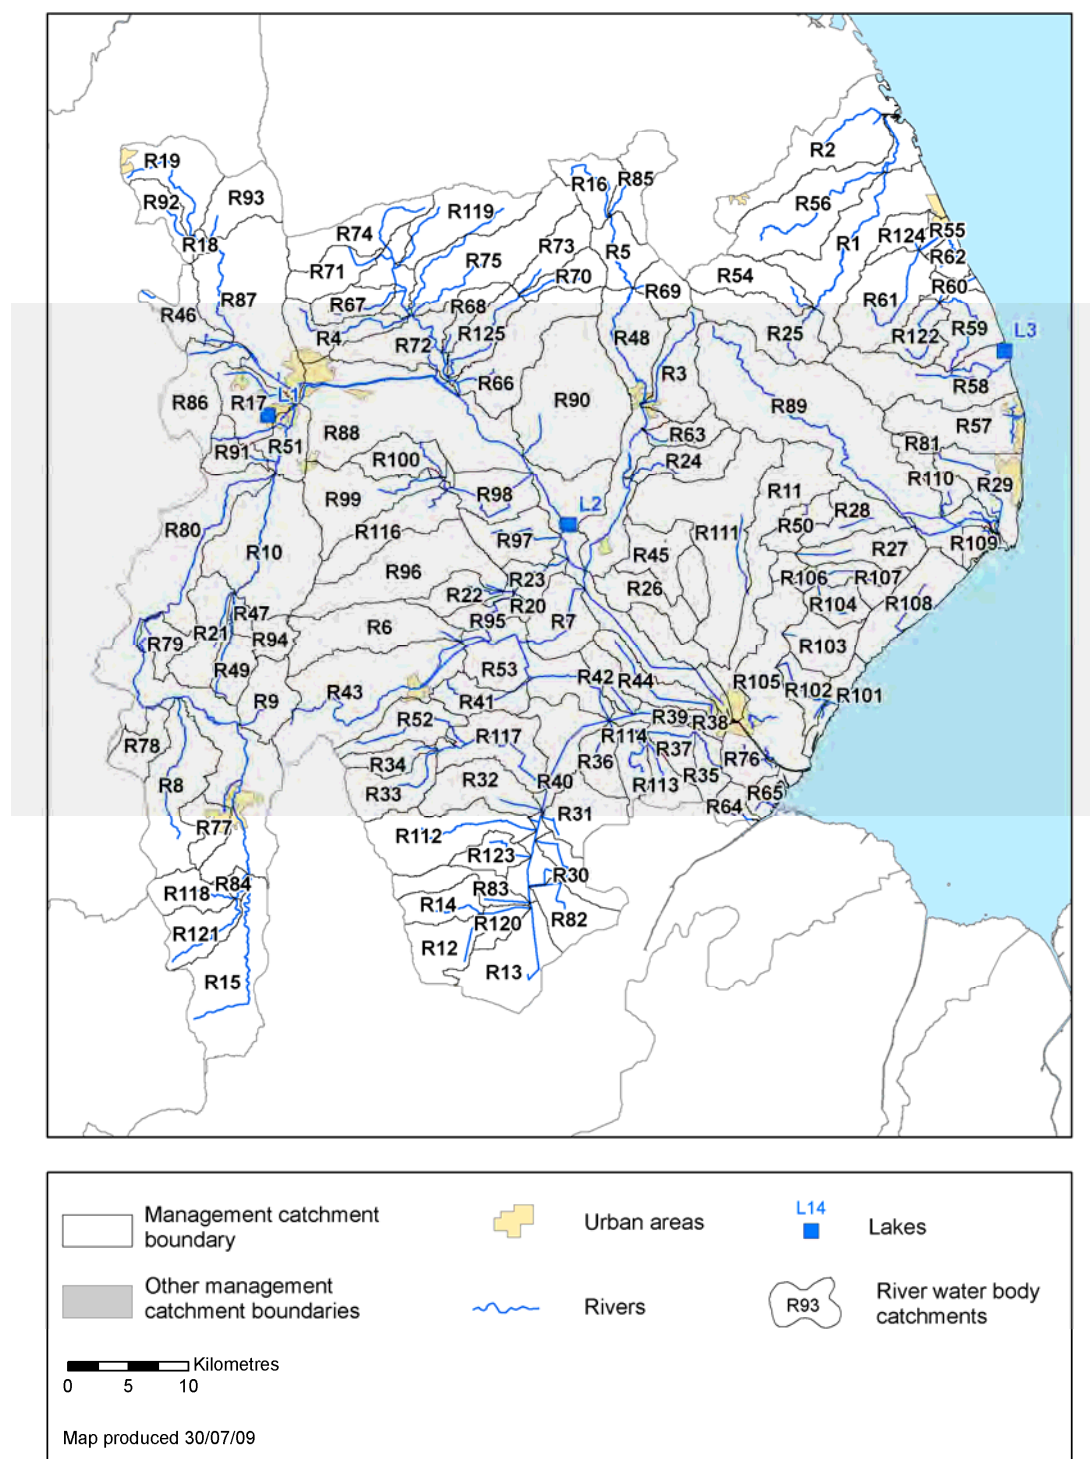 R2
R19
R16 R85
R92 R93
R56
R119
R74
R18
R73
R5
R1 R124 R55
R62
R71
R75
R70
R54
R69
R60
R46
R87
R67
R68
R61
R4
R72
R125
R48
R25
R122
R59
L3
R66
R3
R58
R86
R17
L1
R90
R89
R88
R57
R91
R51
R63
R81
R100
R24
R110
R29
R99
R98
R11
R80
R116
L2
R50
R28
R111
R97
R109
R10
R45
R27
R96
R23
R26
R106 R107
R22
R20
R104 R108
R47
R21
R6
R95
R7
R79
R94
R103
R49
R53
R42 R44
R105
R102 R101
R9
R43
R41
R52
R39 R38
R78
R117
R114
R37
R34
R36
R76
R8
R32
R40
R113
R35
R33
R65
R31
R64
R77
R112
R123
R84
R30
R118
R83
R14
R120
R82
R121
R12
R15
R13
Management catchment
boundary
Urban areas
L14
Lakes
Other management
catchment boundaries
Rivers
R93
River water body
catchments
Kilometres
0 5 10
Map produced 30/07/09